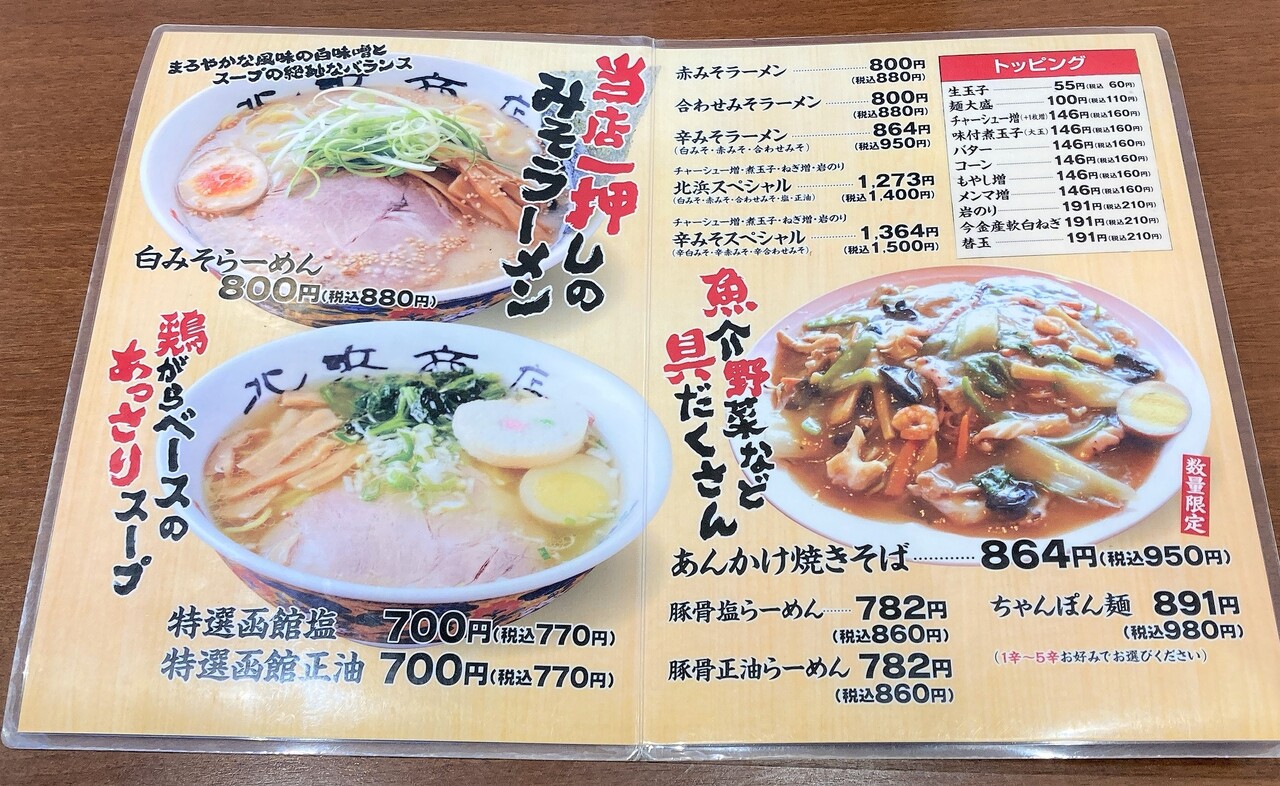 まろやかな風味の白味噌と
スープの絶妙なバランス
当店一押しの
みそラーメン
北浜商店
白みそらーめん
800円(税込880円)
鶏がらベースの
あっさりスープ
北浜商店
特選函館塩 700円(税込770円)
特選函館正油 700円(税込770円)
赤みそラーメン 800円
(税込880円)
合わせみそラーメン 800円
(税込880円)
辛みそラーメン 864円
(白みそ・赤みそ・合わせみそ) (税込950円)
チャーシュー増・煮玉子・ねぎ増・岩のり
北浜スペシャル 1,273円
(白みそ・赤みそ・合わせみそ・塩・正油) (税込1,400円)
チャーシュー増・煮玉子・ねぎ増・岩のり
辛みそスペシャル 1,364円
(辛白みそ・辛赤みそ・辛合わせみそ) (税込1,500円)
トッピング
生玉子 55円(税込 60円)
麺大盛 100円(税込110円)
チャーシュー増(+1枚増) 146円(税込160円)
味付煮玉子(大玉) 146円(税込160円)
バター 146円(税込160円)
コーン 146円(税込160円)
もやし増 146円(税込160円)
メンマ増 146円(税込160円)
岩のり 191円(税込210円)
今金産軟白ねぎ 191円(税込210円)
替玉 191円(税込210円)
魚介野菜など
具だくさん
数量限定
あんかけ焼きそば 864円(税込950円)
豚骨塩らーめん 782円
(税込860円)
豚骨正油らーめん 782円
(税込860円)
ちゃんぽん麺 891円
(税込980円)
(1辛～5辛お好みでお選びください)